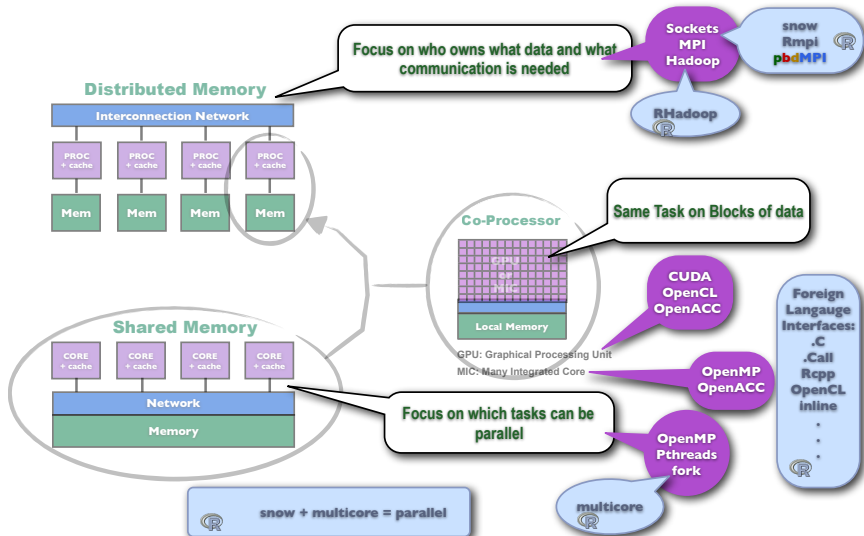 Focus on who owns what data and what
communication is needed
Sockets
MPI
Hadoop
snow
Rmpi
pbdMPI
R
RHadoop
R
Distributed Memory
Interconnection Network
PROC
+ cache
PROC
+ cache
PROC
+ cache
PROC
+ cache
Mem
Mem
Mem
Mem
Co-Processor
GPU
or
MIC
Local Memory
GPU: Graphical Processing Unit
MIC: Many Integrated Core
Same Task on Blocks of data
CUDA
OpenCL
OpenACC
OpenMP
OpenACC
Foreign
Langauge
Interfaces:
.C
.Call
Rcpp
OpenCL
inline
.
.
.
R
Shared Memory
CORE
+ cache
CORE
+ cache
CORE
+ cache
CORE
+ cache
Network
Memory
Focus on which tasks can be
parallel
OpenMP
Pthreads
fork
multicore
R
R
snow + multicore = parallel